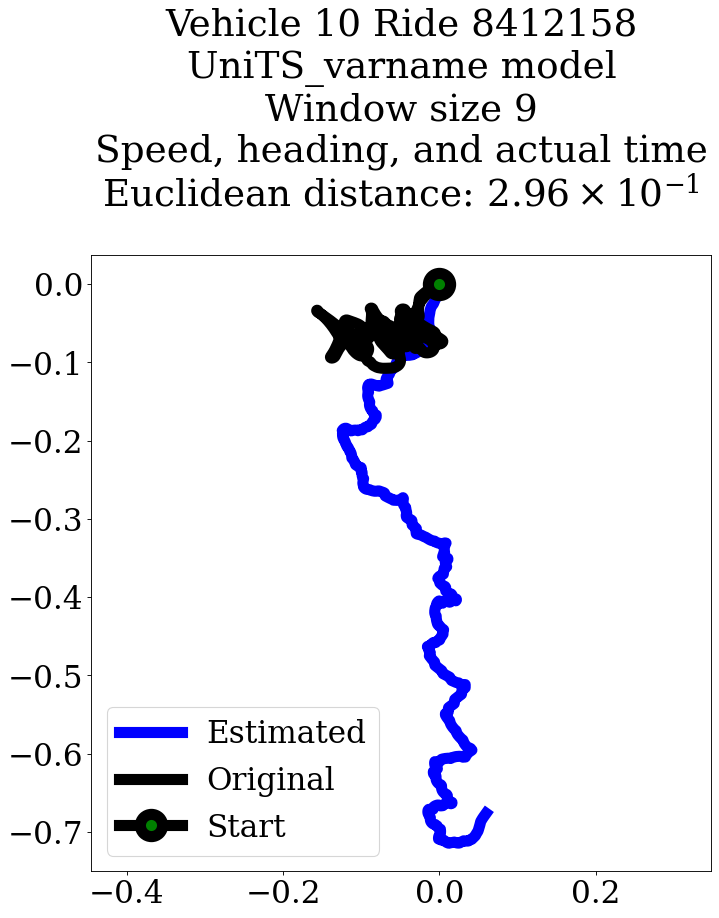 Vehicle 10 Ride 8412158
UniTS_varname model
Window size 9
Speed, heading, and actual time
Euclidean distance: 2.96 × 10⁻¹
0.0
−0.1
−0.2
−0.3
−0.4
−0.5
−0.6
−0.7
Estimated
Original
Start
−0.4
−0.2
0.0
0.2